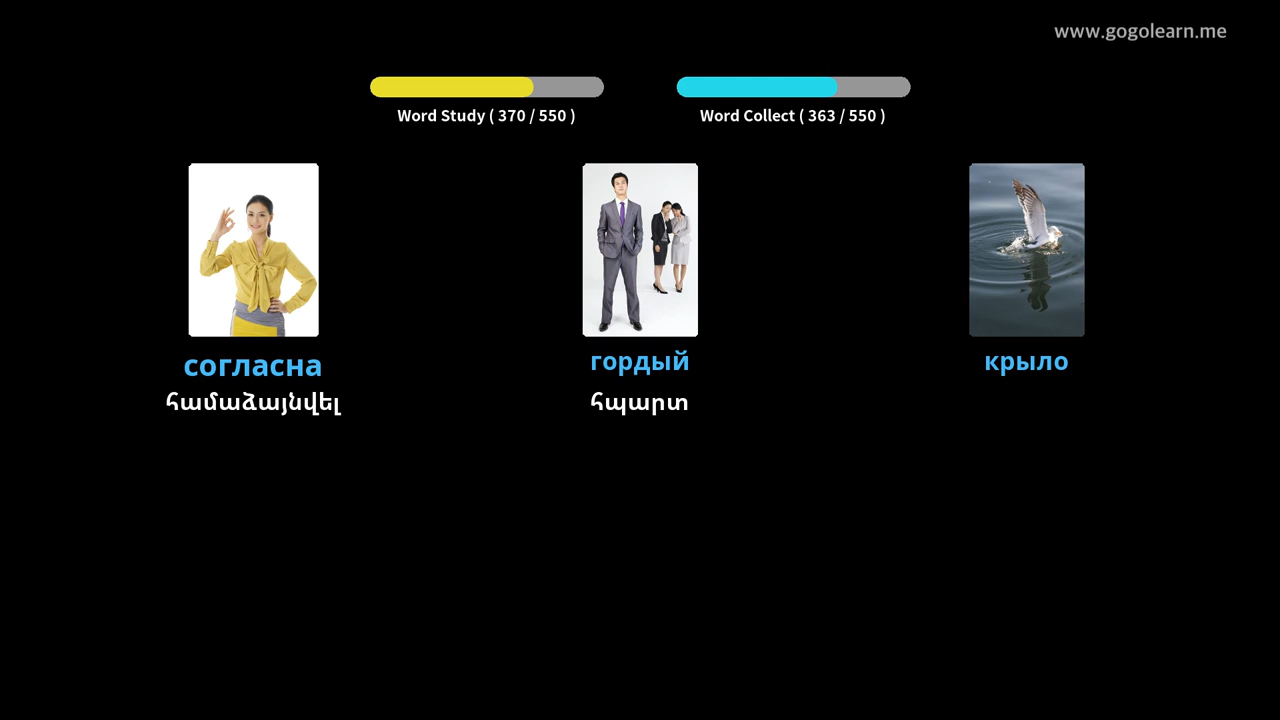 www.gogolearn.me
Word Study ( 370 / 550 )
Word Collect ( 363 / 550 )
согласна
гордый
крыло
համաձայնվել
հպարտ